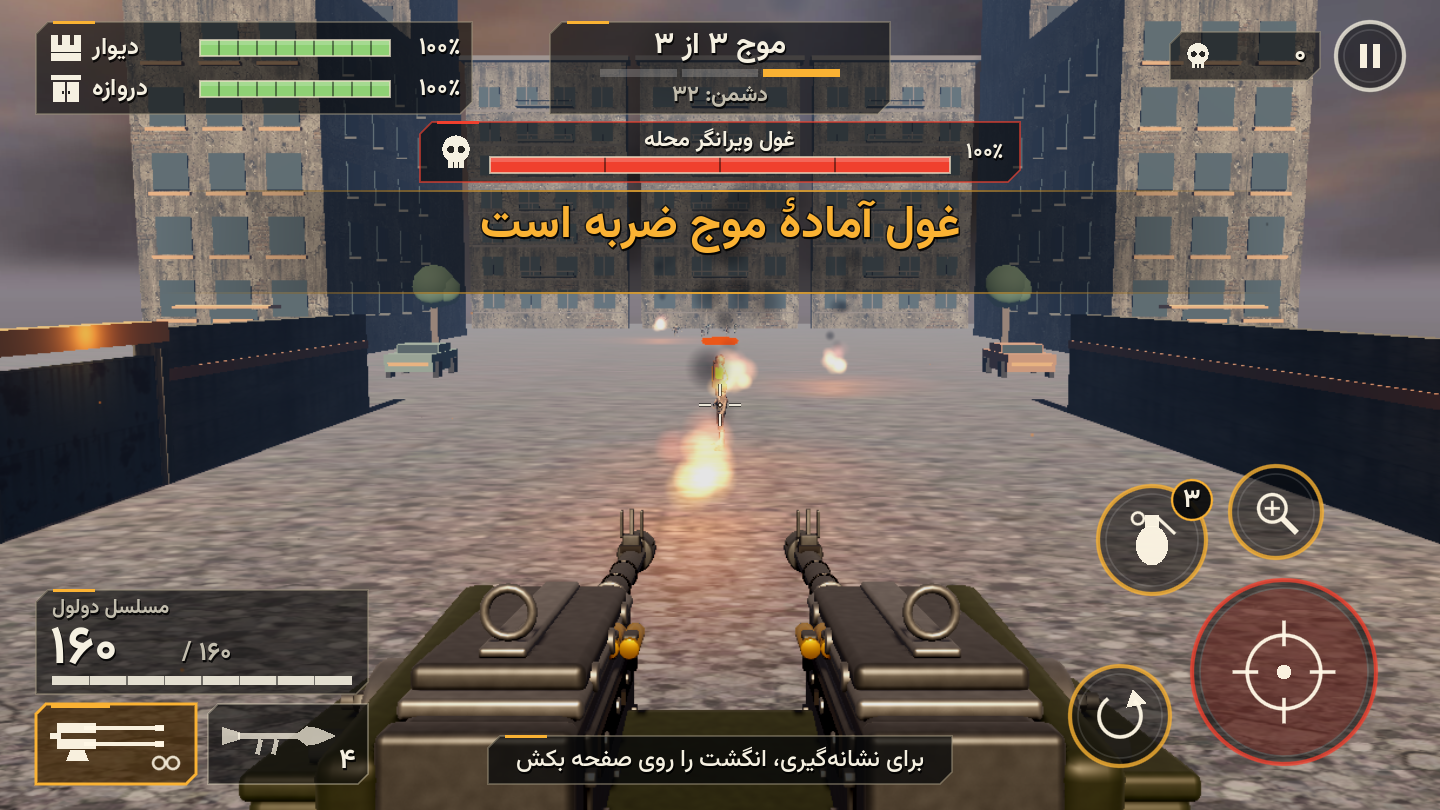 دیوار ۱۰۰٪
دروازه ۱۰۰٪
موج ۳ از ۳
دشمن: ۳۲
۰
غول ویرانگر محله
۱۰۰٪
غول آمادهٔ موج ضربه است
۳
مسلسل دولول
۱۶۰ / ۱۶۰
∞
۴
برای نشانه‌گیری، انگشت را روی صفحه بکش